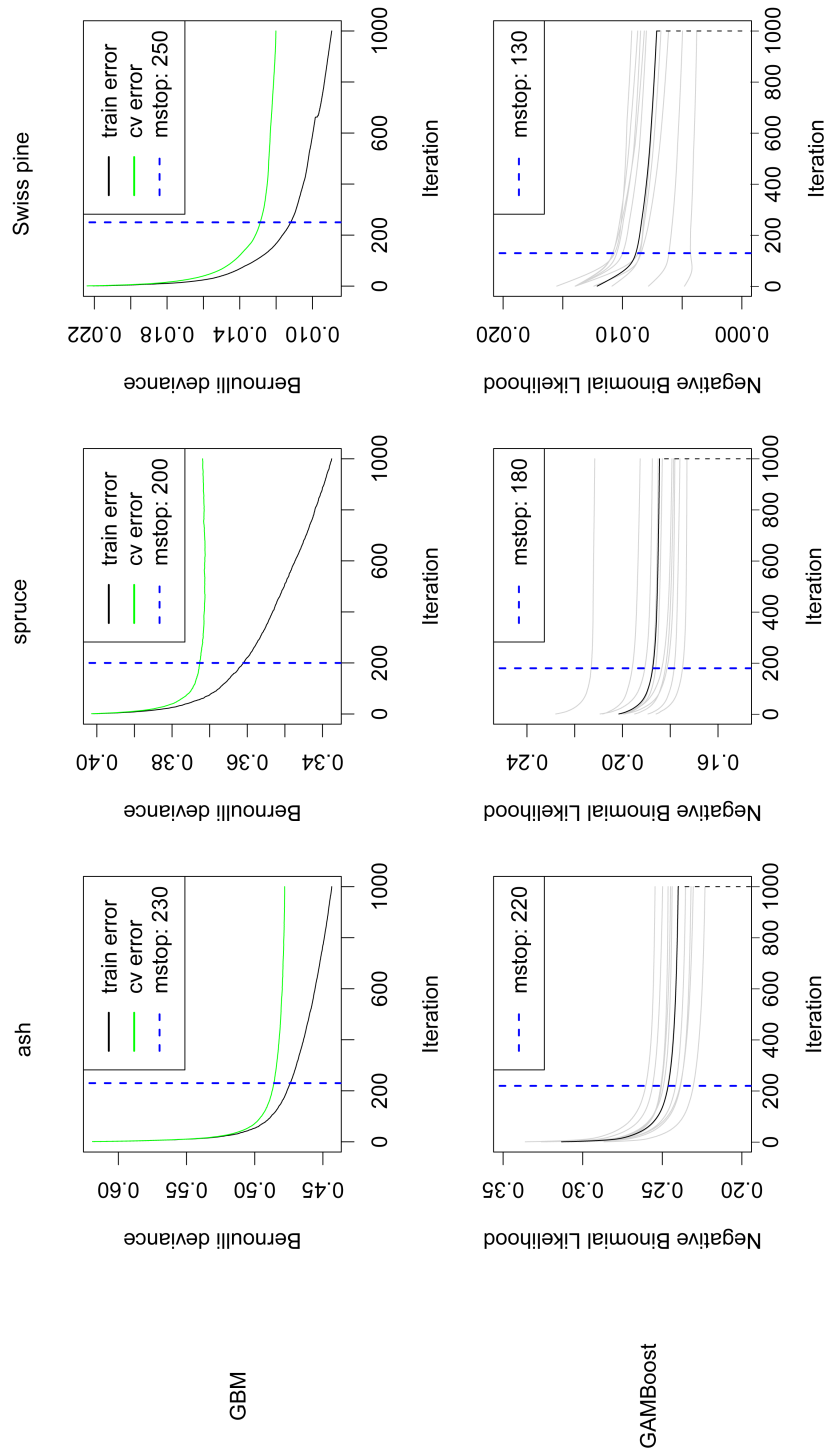 ash
spruce
Swiss pine
GBM
Bernoulli deviance
0.60
0.55
0.50
0.45
train error
cv error
mstop: 230
0 200 600 1000
Iteration
Bernoulli deviance
0.40
0.38
0.36
0.34
train error
cv error
mstop: 200
0 200 600 1000
Iteration
Bernoulli deviance
0.022
0.018
0.014
0.010
train error
cv error
mstop: 250
0 200 600 1000
Iteration
GAMBoost
Negative Binomial Likelihood
0.35
0.30
0.25
0.20
mstop: 220
0 200 400 600 800 1000
Iteration
Negative Binomial Likelihood
0.24
0.20
0.16
mstop: 180
0 200 400 600 800 1000
Iteration
Negative Binomial Likelihood
0.020
0.010
0.000
mstop: 130
0 200 400 600 800 1000
Iteration